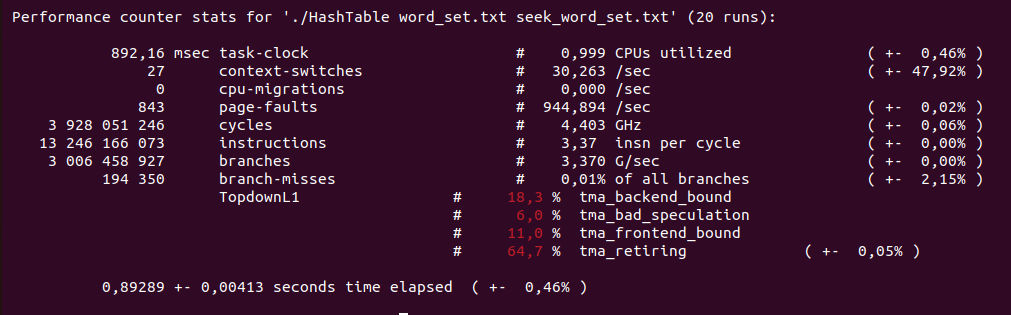 Performance counter stats for './HashTable word_set.txt seek_word_set.txt' (20 runs):
892,16 msec task-clock # 0,999 CPUs utilized ( +- 0,46% )
27 context-switches # 30,263 /sec ( +- 47,92% )
0 cpu-migrations # 0,000 /sec
843 page-faults # 944,894 /sec ( +- 0,02% )
3 928 051 246 cycles # 4,403 GHz ( +- 0,06% )
13 246 166 073 instructions # 3,37 insn per cycle ( +- 0,00% )
3 006 458 927 branches # 3,370 G/sec ( +- 0,00% )
194 350 branch-misses # 0,01% of all branches ( +- 2,15% )
TopdownL1 # 18,3 % tma_backend_bound
# 6,0 % tma_bad_speculation
# 11,0 % tma_frontend_bound
# 64,7 % tma_retiring ( +- 0,05% )
0,89289 +- 0,00413 seconds time elapsed ( +- 0,46% )